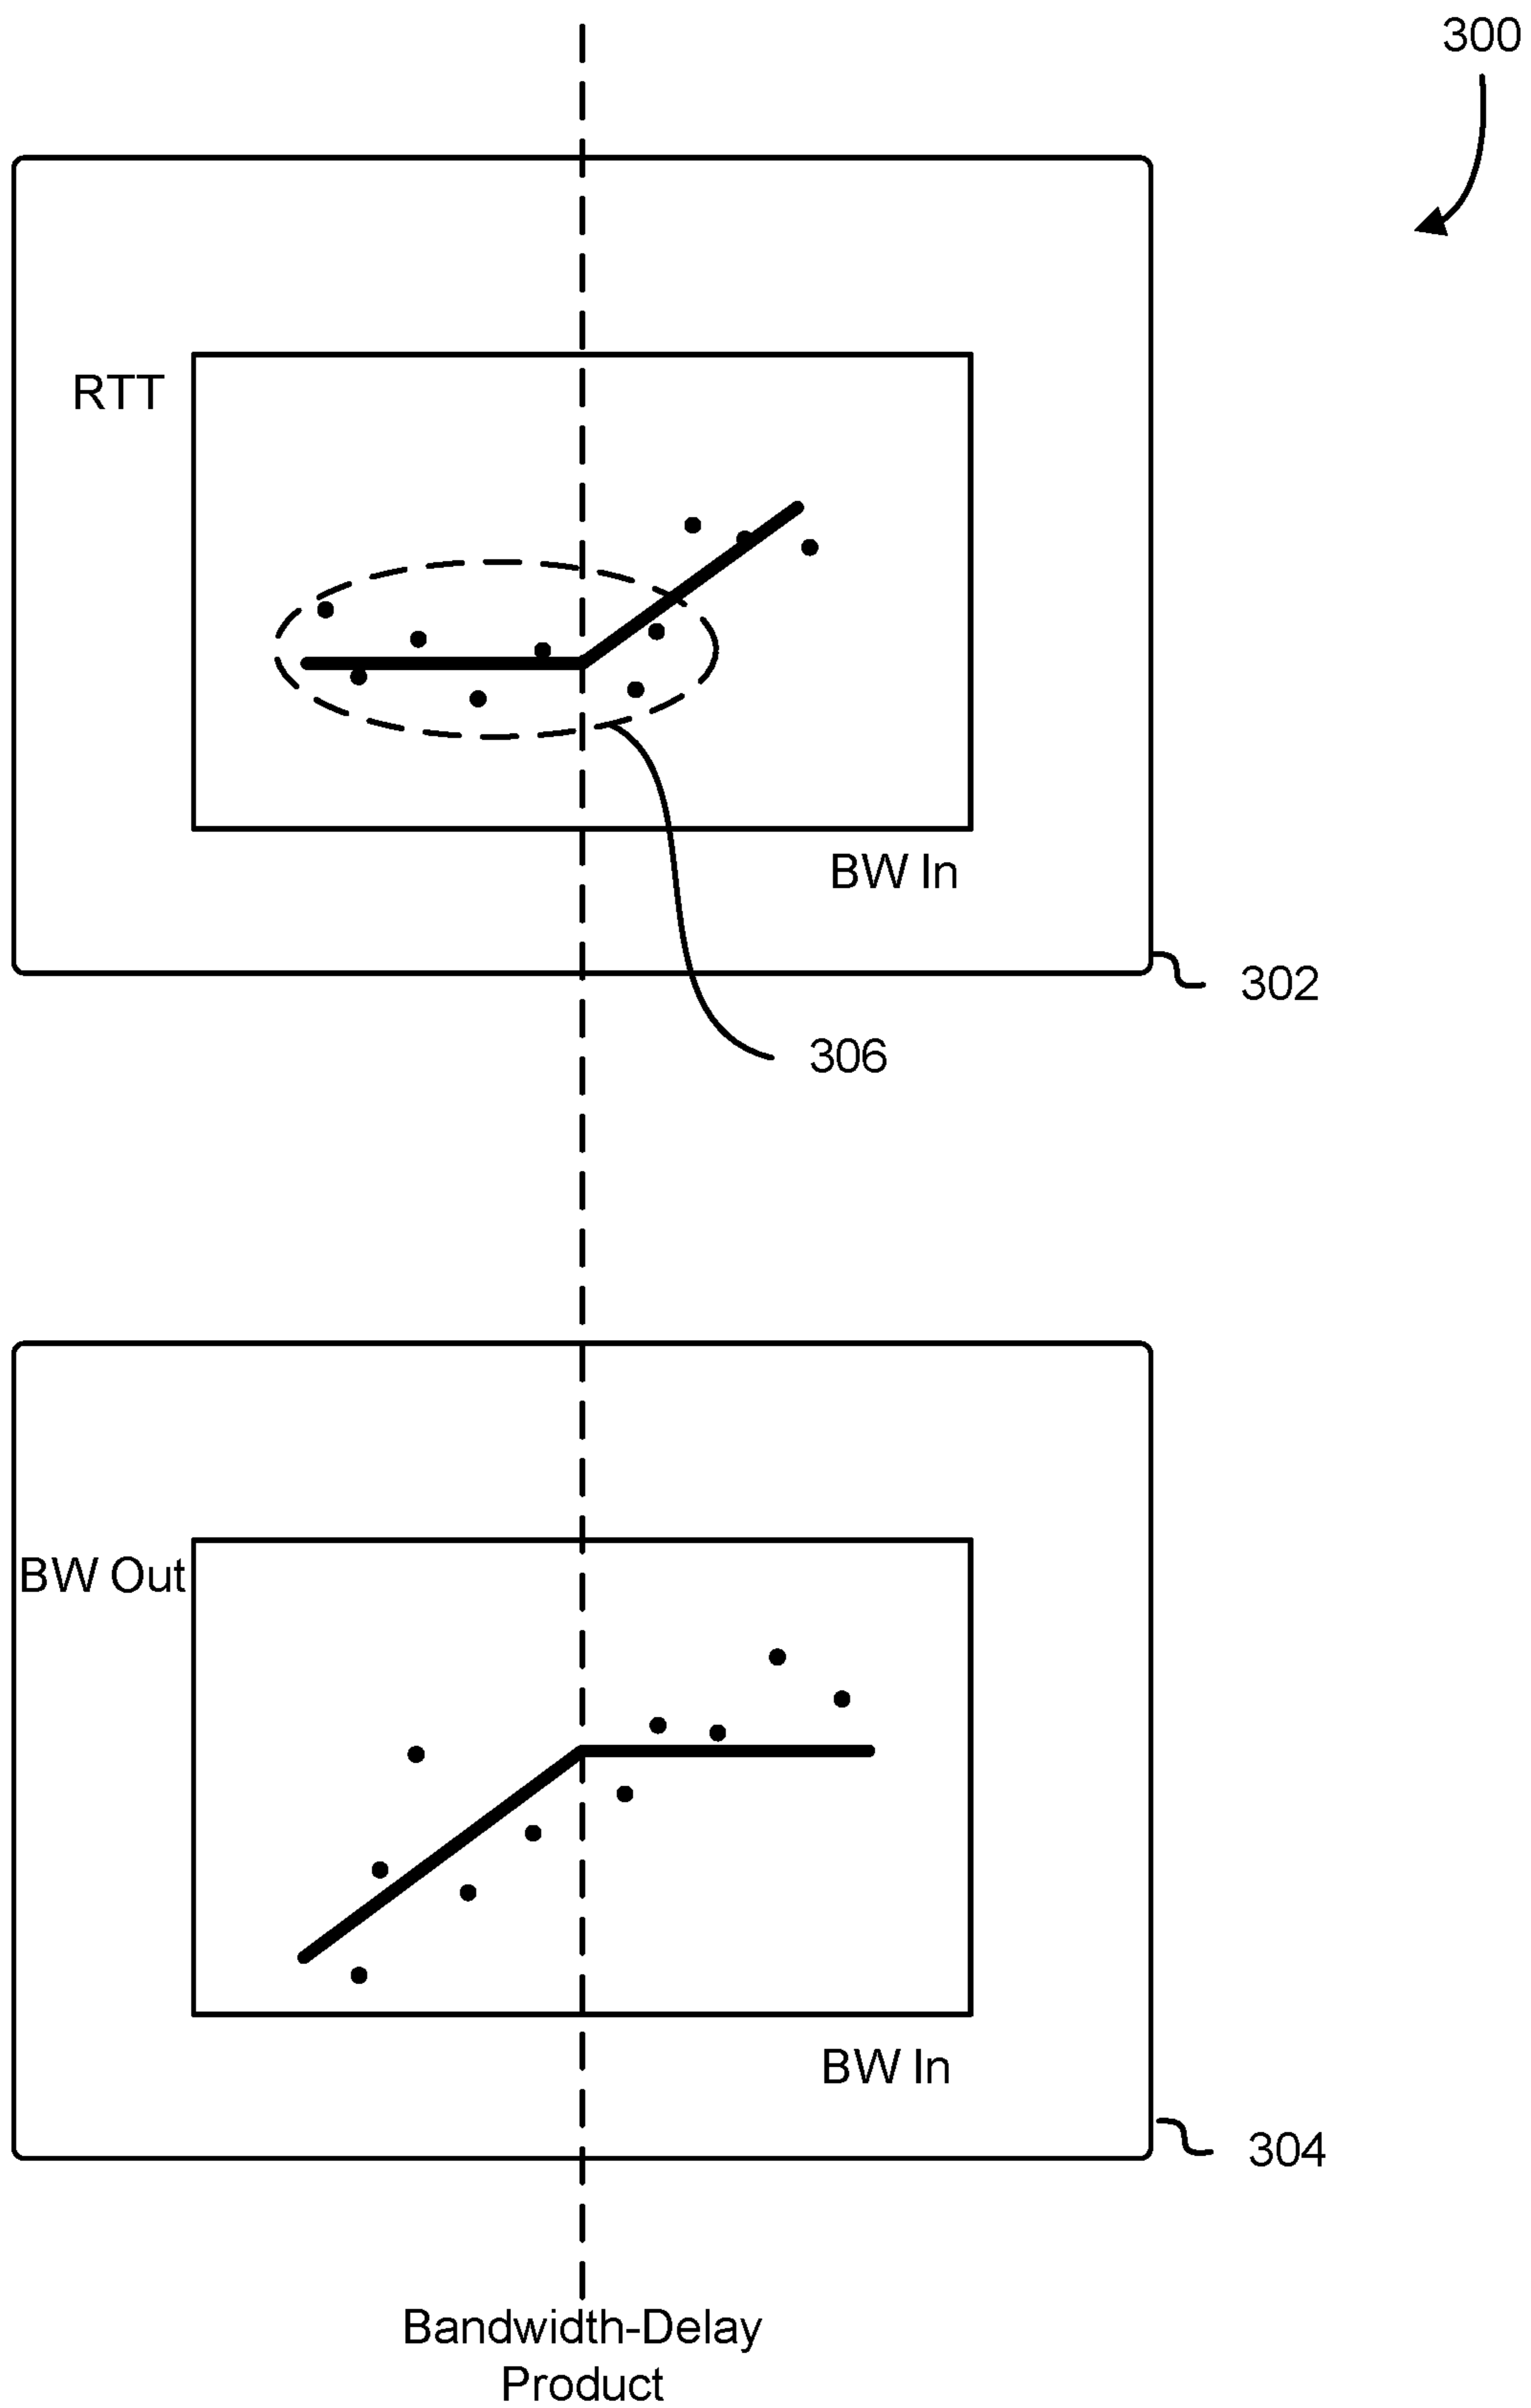 300
RTT
BW In
302
306
BW Out
BW In
304
Bandwidth-Delay
Product